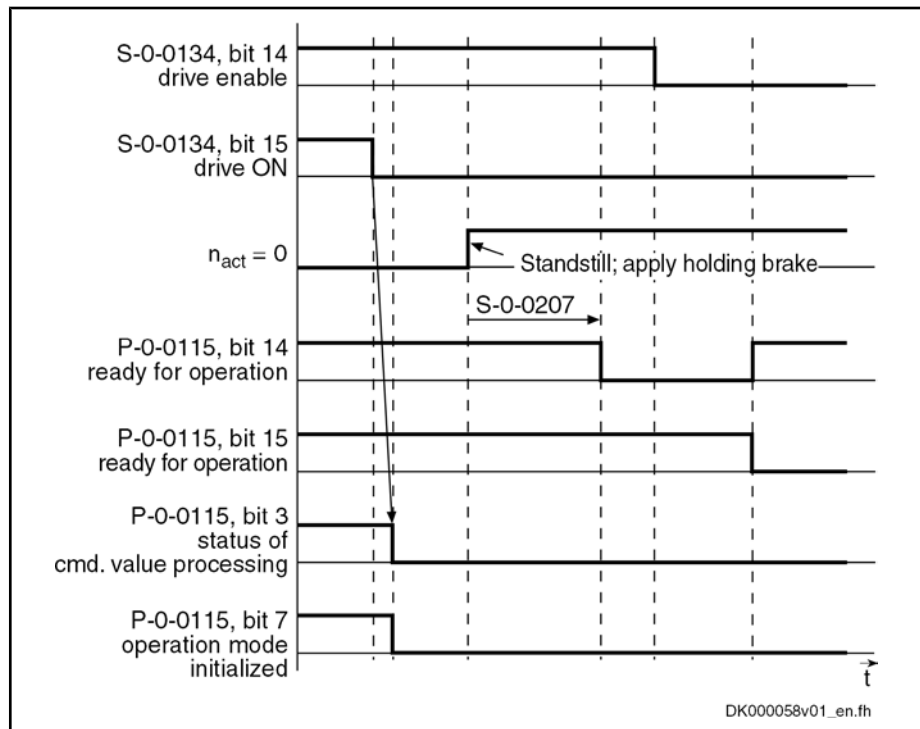 S-0-0134, bit 14
drive enable
S-0-0134, bit 15
drive ON
n_act = 0
Standstill; apply holding brake
S-0-0207
P-0-0115, bit 14
ready for operation
P-0-0115, bit 15
ready for operation
P-0-0115, bit 3
status of
cmd. value processing
P-0-0115, bit 7
operation mode
initialized
t
DK000058v01_en.fh